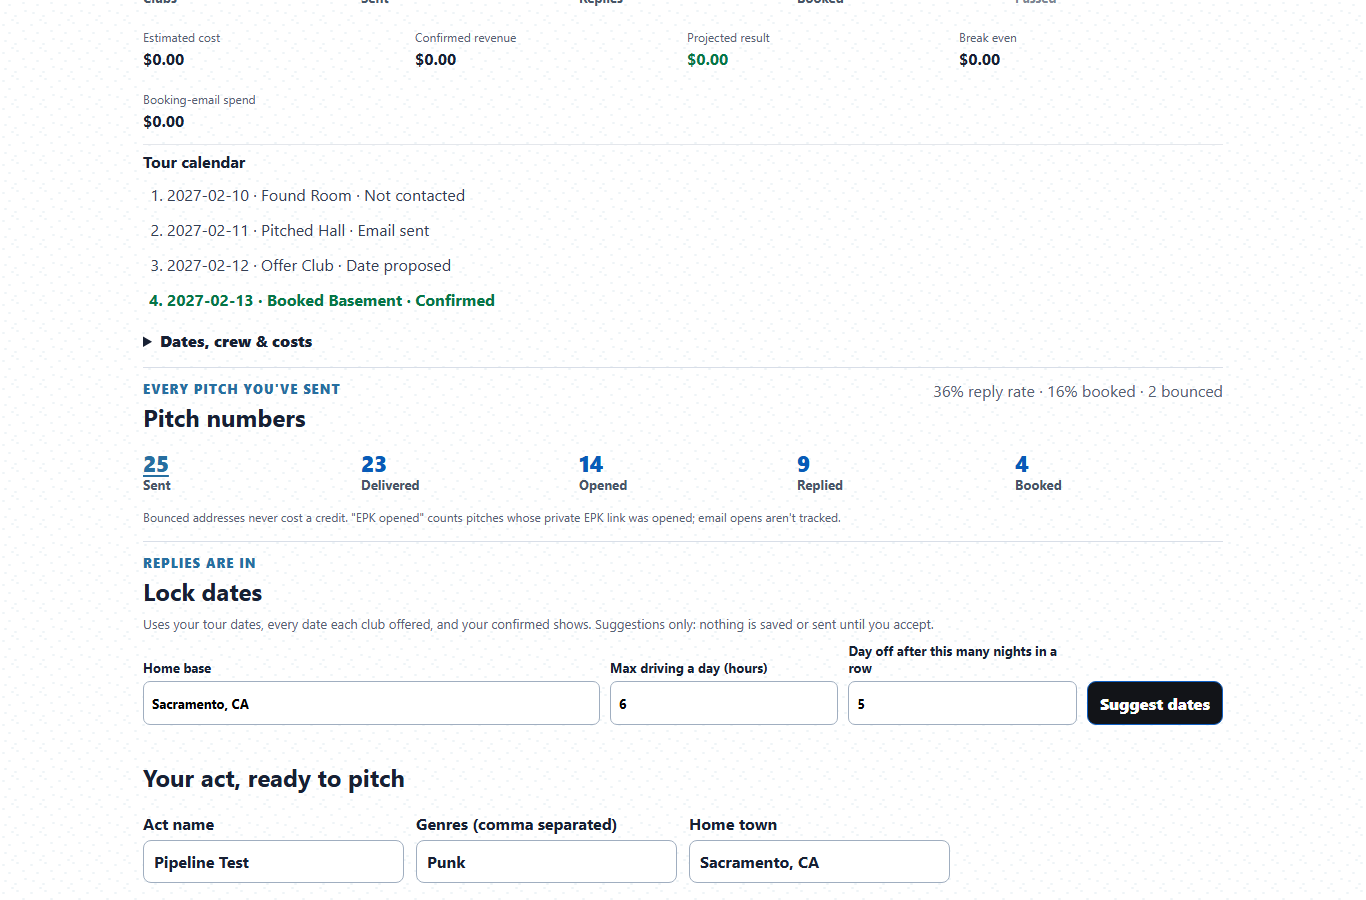 Clubs Sent Replies Booked Passed
Estimated cost Confirmed revenue Projected result Break even
$0.00 $0.00 $0.00 $0.00
Booking-email spend
$0.00
Tour calendar
1. 2027-02-10 · Found Room · Not contacted
2. 2027-02-11 · Pitched Hall · Email sent
3. 2027-02-12 · Offer Club · Date proposed
4. 2027-02-13 · Booked Basement · Confirmed
Dates, crew & costs
EVERY PITCH YOU'VE SENT
36% reply rate · 16% booked · 2 bounced
Pitch numbers
25 23 14 9 4
Sent Delivered Opened Replied Booked
Bounced addresses never cost a credit. "EPK opened" counts pitches whose private EPK link was opened; email opens aren't tracked.
REPLIES ARE IN
Lock dates
Uses your tour dates, every date each club offered, and your confirmed shows. Suggestions only: nothing is saved or sent until you accept.
Home base
Max driving a day (hours)
Day off after this many nights in a
row
Sacramento, CA
6
5
Suggest dates
Your act, ready to pitch
Act name Genres (comma separated) Home town
Pipeline Test Punk Sacramento, CA